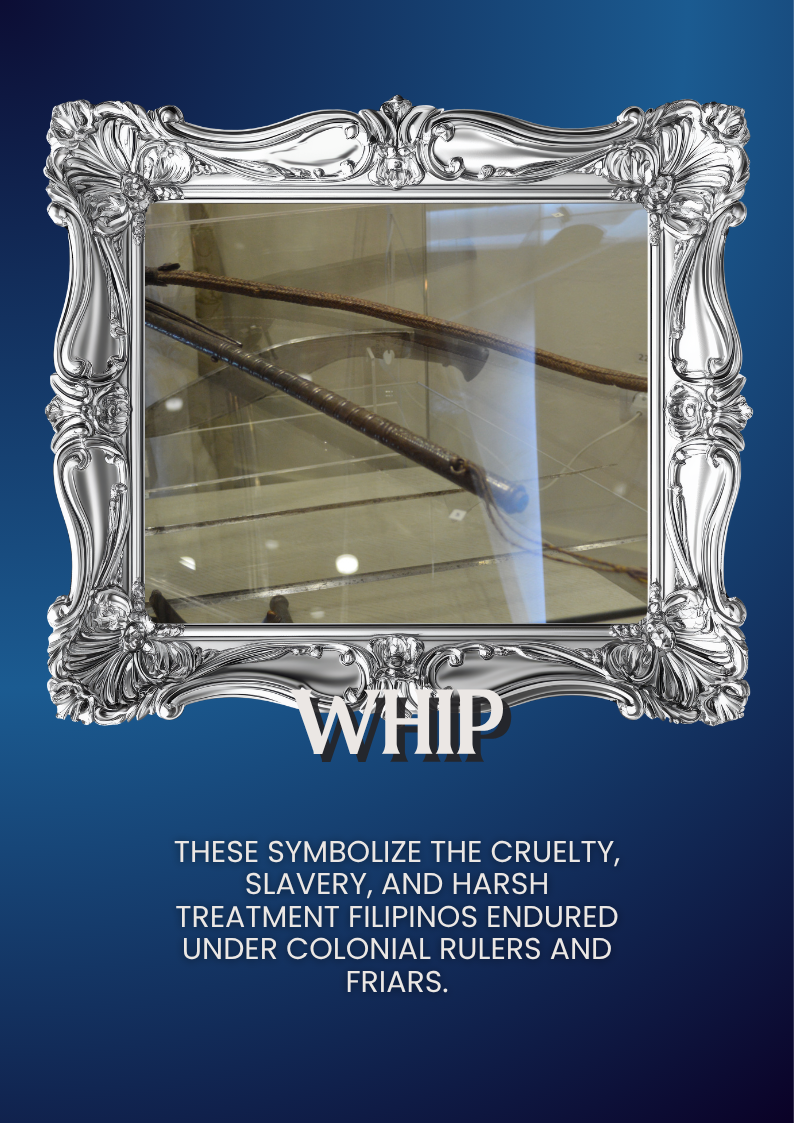 WHIP
THESE SYMBOLIZE THE CRUELTY,
SLAVERY, AND HARSH
TREATMENT FILIPINOS ENDURED
UNDER COLONIAL RULERS AND
FRIARS.